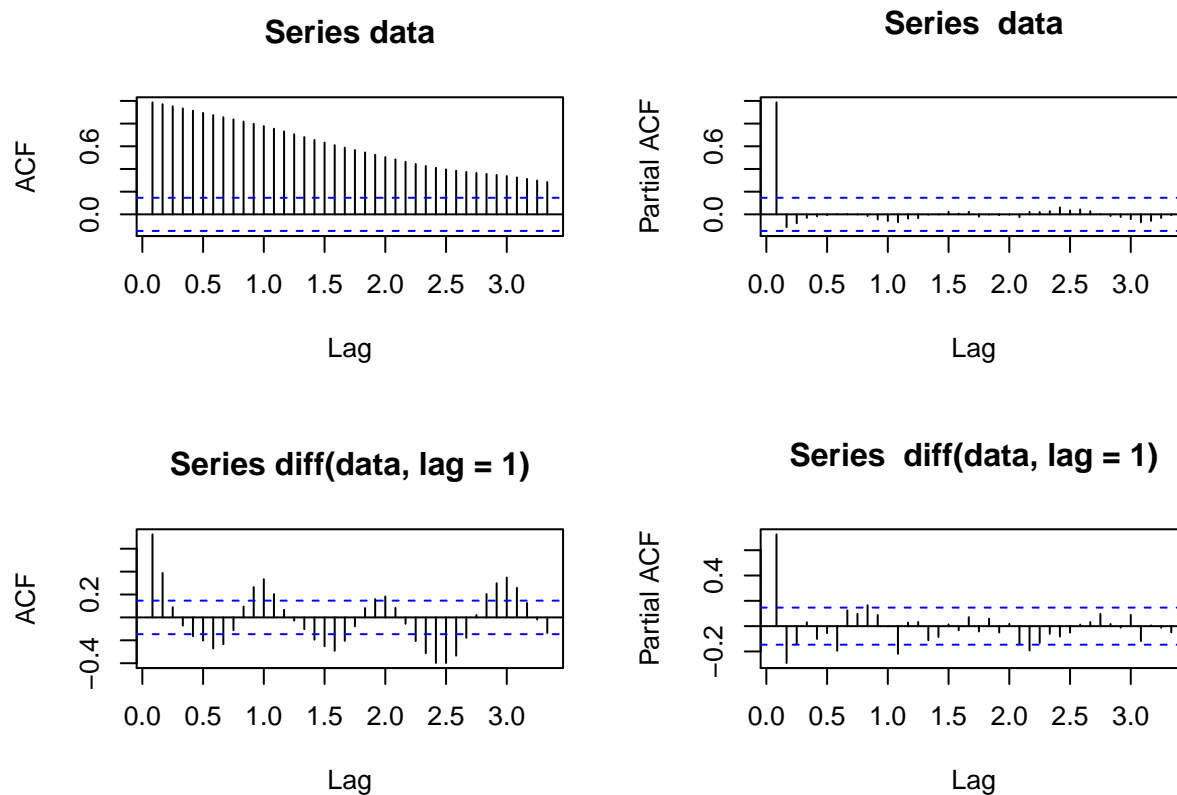 Series data
ACF
0.0 0.6
0.0 0.5 1.0 1.5 2.0 2.5 3.0
Lag
Series data
Partial ACF
0.0 0.6
0.0 0.5 1.0 1.5 2.0 2.5 3.0
Lag
Series diff(data, lag = 1)
ACF
−0.4 0.2
0.0 0.5 1.0 1.5 2.0 2.5 3.0
Lag
Series diff(data, lag = 1)
Partial ACF
−0.2 0.4
0.0 0.5 1.0 1.5 2.0 2.5 3.0
Lag